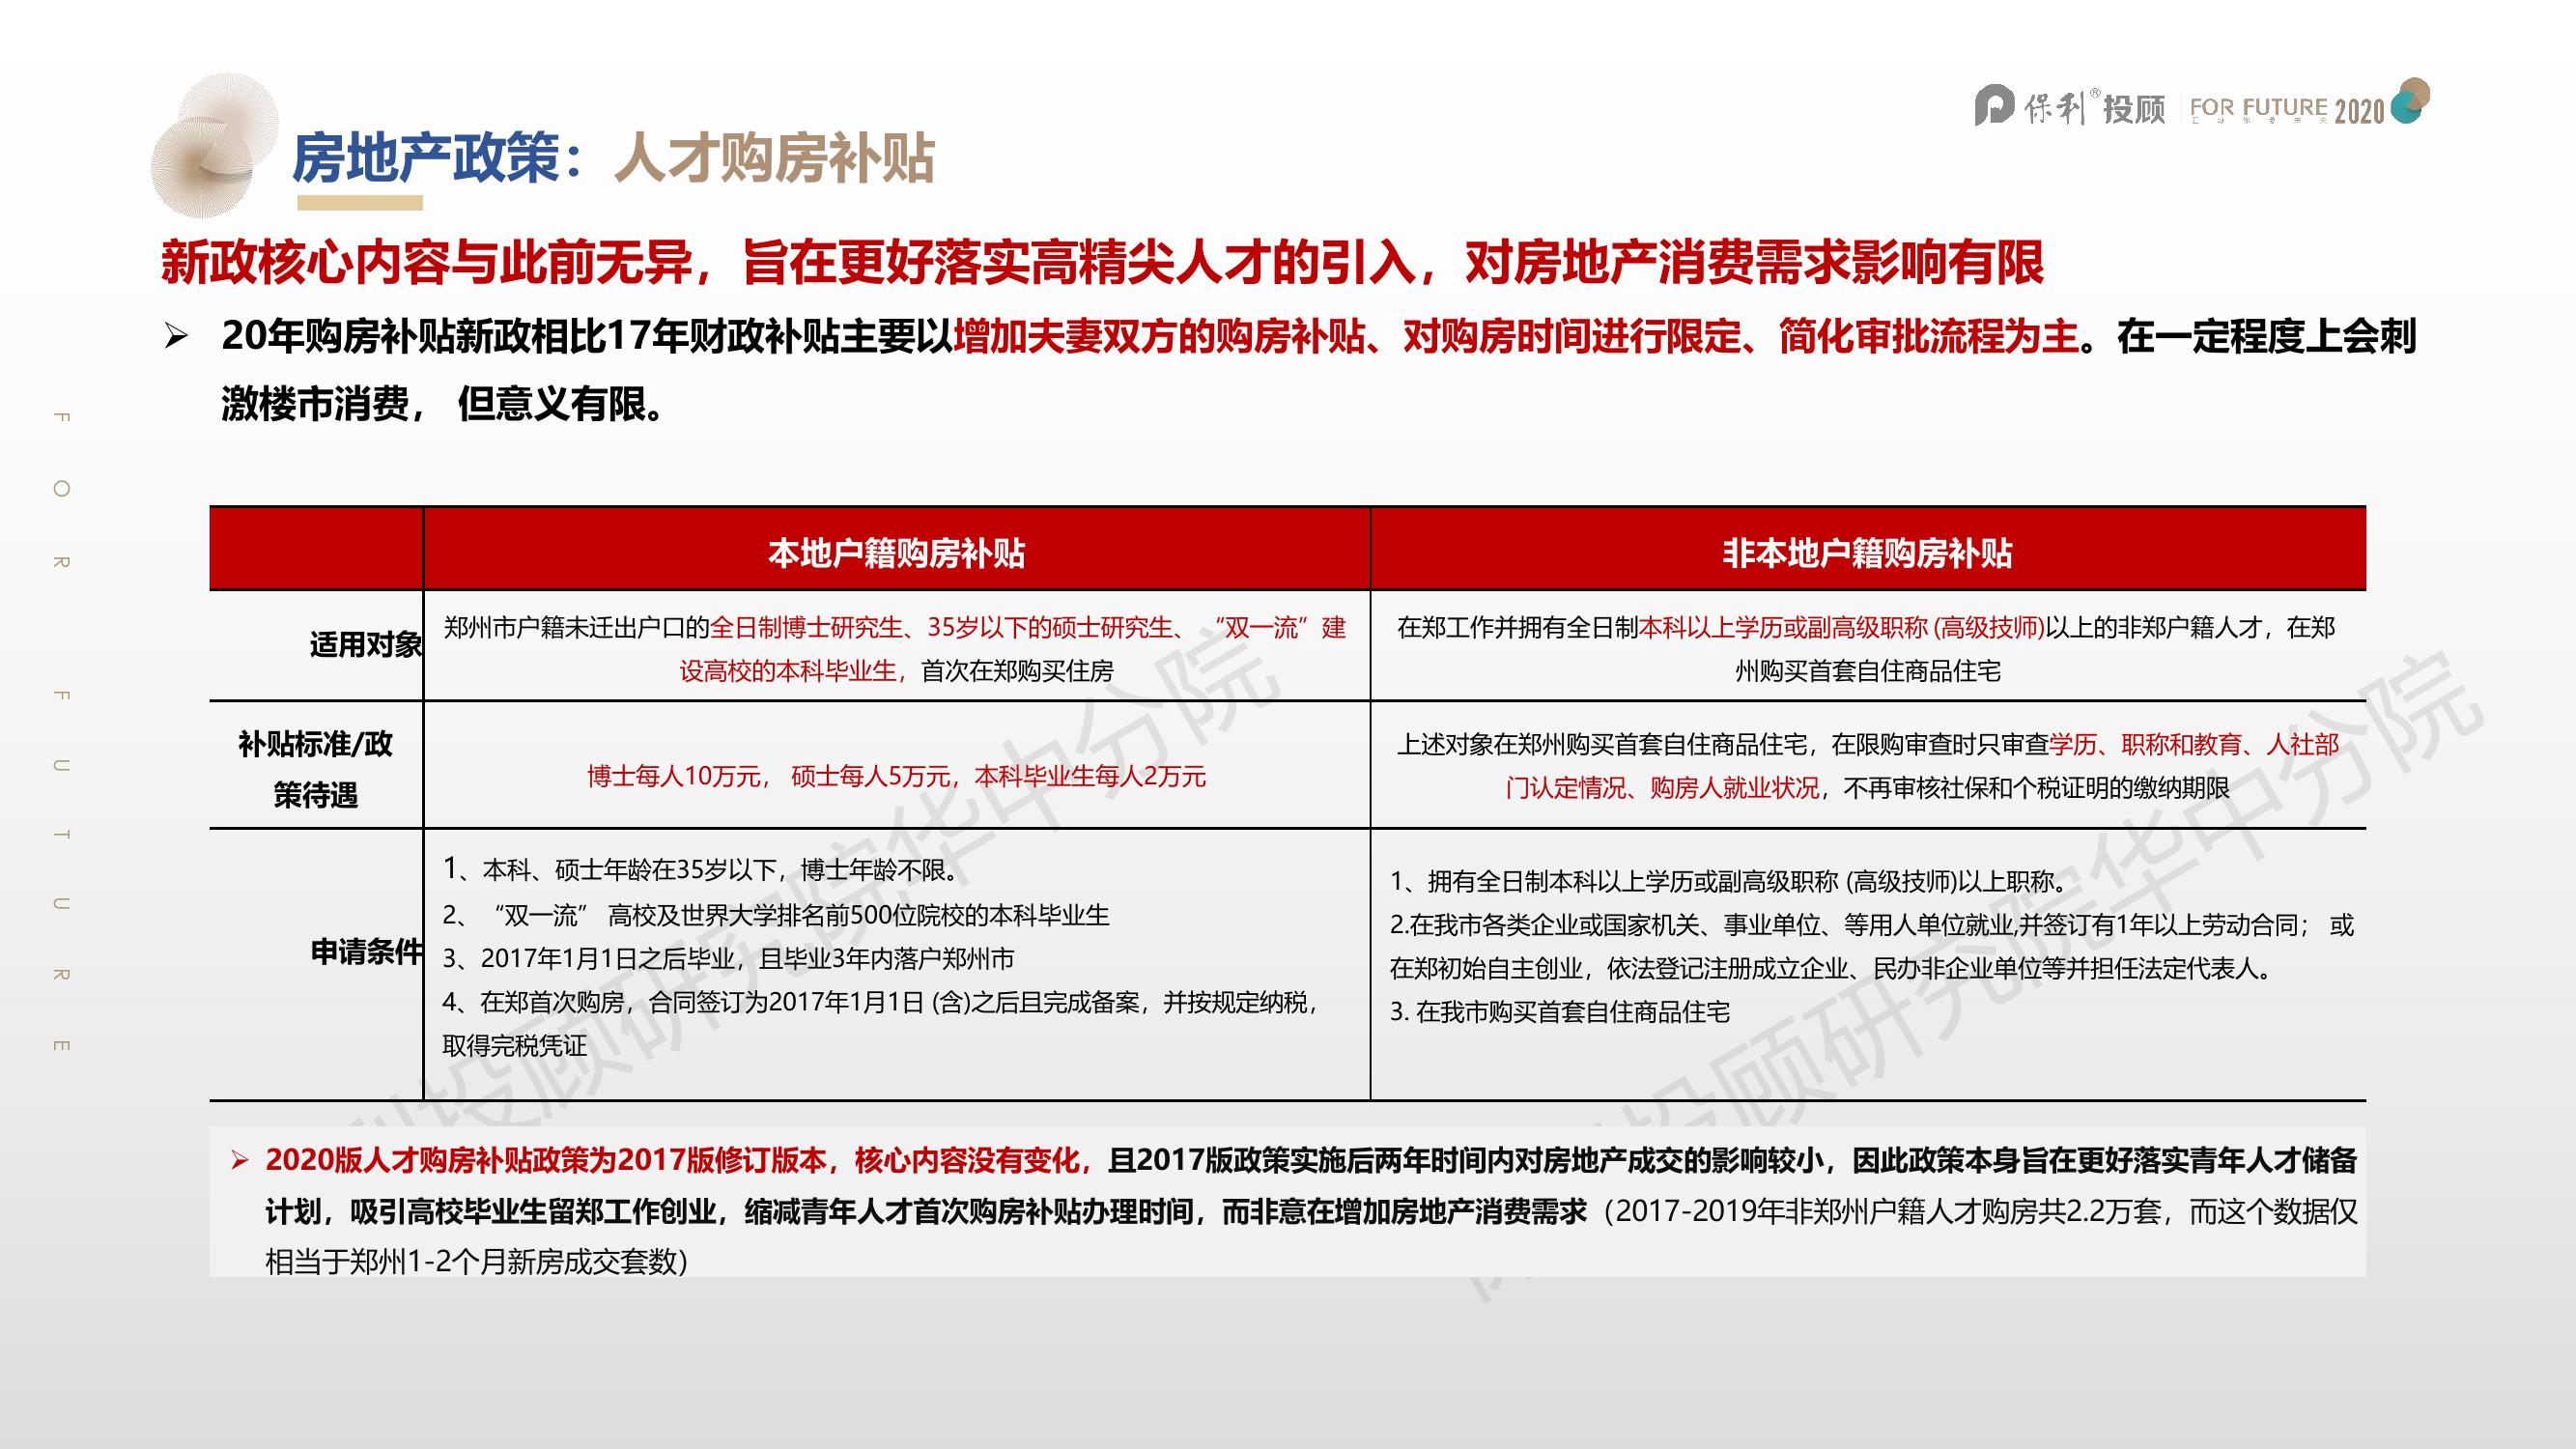 保利®投顾 FOR FUTURE 2020
房地产政策：人才购房补贴
新政核心内容与此前无异，旨在更好落实高精尖人才的引入，对房地产消费需求影响有限
➢ 20年购房补贴新政相比17年财政补贴主要以增加夫妻双方的购房补贴、对购房时间进行限定、简化审批流程为主。在一定程度上会刺
激楼市消费， 但意义有限。
FOR FUTURE
本地户籍购房补贴
非本地户籍购房补贴
适用对象
郑州市户籍未迁出户口的全日制博士研究生、35岁以下的硕士研究生、 “双一流”建
设高校的本科毕业生，首次在郑购买住房
在郑工作并拥有全日制本科以上学历或副高级职称 (高级技师)以上的非郑户籍人才，在郑
州购买首套自住商品住宅
补贴标准/政
策待遇
博士每人10万元， 硕士每人5万元，本科毕业生每人2万元
上述对象在郑州购买首套自住商品住宅，在限购审查时只审查学历、职称和教育、人社部
门认定情况、购房人就业状况，不再审核社保和个税证明的缴纳期限
申请条件
1、本科、硕士年龄在35岁以下，博士年龄不限。
2、 “双一流” 高校及世界大学排名前500位院校的本科毕业生
3、2017年1月1日之后毕业，且毕业3年内落户郑州市
4、在郑首次购房，合同签订为2017年1月1日 (含)之后且完成备案，并按规定纳税，
取得完税凭证
1、拥有全日制本科以上学历或副高级职称 (高级技师)以上职称。
2.在我市各类企业或国家机关、事业单位、等用人单位就业,并签订有1年以上劳动合同； 或
在郑初始自主创业，依法登记注册成立企业、民办非企业单位等并担任法定代表人。
3. 在我市购买首套自住商品住宅
➢ 2020版人才购房补贴政策为2017版修订版本，核心内容没有变化，且2017版政策实施后两年时间内对房地产成交的影响较小，因此政策本身旨在更好落实青年人才储备
计划，吸引高校毕业生留郑工作创业，缩减青年人才首次购房补贴办理时间，而非意在增加房地产消费需求（2017-2019年非郑州户籍人才购房共2.2万套，而这个数据仅
相当于郑州1-2个月新房成交套数）
利投顾研究院华中分院
投顾研究院华中分院